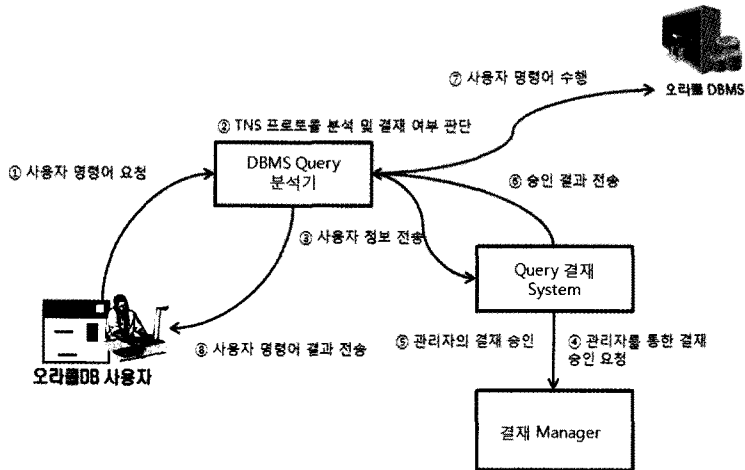 ⑦ 사용자 명령어 수행
오라클 DBMS
② TNS 프로토콜 분석 및 결재 여부 판단
① 사용자 명령어 요청
DBMS Query
분석기
⑥ 승인 결과 전송
③ 사용자 정보 전송
Query 결재
System
⑧ 사용자 명령어 결과 전송
⑤ 관리자의 결재 승인
④ 관리자를 통한 결재
승인 요청
오라클DB 사용자
결재 Manager